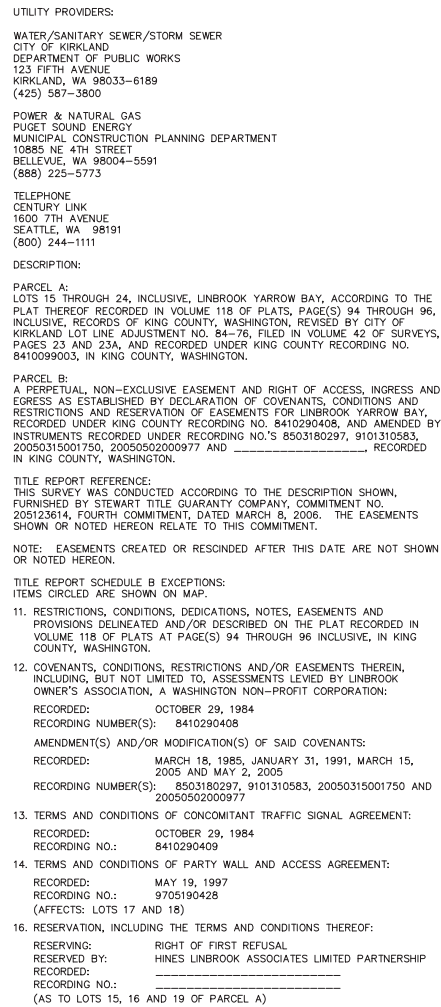 UTILITY PROVIDERS:
WATER/SANITARY SEWER/STORM SEWER
CITY OF KIRKLAND
DEPARTMENT OF PUBLIC WORKS
123 FIFTH AVENUE
KIRKLAND, WA 98033-6189
(425) 587-3800
POWER & NATURAL GAS
PUGET SOUND ENERGY
MUNICIPAL CONSTRUCTION PLANNING DEPARTMENT
10885 NE 4TH STREET
BELLEVUE, WA 98004-5591
(888) 225-5773
TELEPHONE
CENTURY LINK
1600 7TH AVENUE
SEATTLE, WA 98191
(800) 244-1111
DESCRIPTION:
PARCEL A:
LOTS 15 THROUGH 24, INCLUSIVE, LINBROOK YARROW BAY, ACCORDING TO THE
PLAT THEREOF RECORDED IN VOLUME 118 OF PLATS, PAGE(S) 94 THROUGH 96,
INCLUSIVE, RECORDS OF KING COUNTY, WASHINGTON, REVISED BY CITY OF
KIRKLAND LOT LINE ADJUSTMENT NO. 84-76, FILED IN VOLUME 42 OF SURVEYS,
PAGES 23 AND 23A, AND RECORDED UNDER KING COUNTY RECORDING NO.
8410099003, IN KING COUNTY, WASHINGTON.
PARCEL B:
A PERPETUAL, NON-EXCLUSIVE EASEMENT AND RIGHT OF ACCESS, INGRESS AND
EGRESS AS ESTABLISHED BY DECLARATION OF COVENANTS, CONDITIONS AND
RESTRICTIONS AND RESERVATION OF EASEMENTS FOR LINBROOK YARROW BAY,
RECORDED UNDER KING COUNTY RECORDING NO. 8410290408, AND AMENDED BY
INSTRUMENTS RECORDED UNDER RECORDING NO.'S 8503180297, 9101310583,
20050315001750, 20050502000977 AND __________________, RECORDED
IN KING COUNTY, WASHINGTON.
TITLE REPORT REFERENCE:
THIS SURVEY WAS CONDUCTED ACCORDING TO THE DESCRIPTION SHOWN,
FURNISHED BY STEWART TITLE GUARANTY COMPANY, COMMITMENT NO.
205123614, FOURTH COMMITMENT, DATED MARCH 8, 2006. THE EASEMENTS
SHOWN OR NOTED HEREON RELATE TO THIS COMMITMENT.
NOTE: EASEMENTS CREATED OR RESCINDED AFTER THIS DATE ARE NOT SHOWN
OR NOTED HEREON.
TITLE REPORT SCHEDULE B EXCEPTIONS:
ITEMS CIRCLED ARE SHOWN ON MAP.
11. RESTRICTIONS, CONDITIONS, DEDICATIONS, NOTES, EASEMENTS AND
PROVISIONS DELINEATED AND/OR DESCRIBED ON THE PLAT RECORDED IN
VOLUME 118 OF PLATS AT PAGE(S) 94 THROUGH 96 INCLUSIVE, IN KING
COUNTY, WASHINGTON.
12. COVENANTS, CONDITIONS, RESTRICTIONS AND/OR EASEMENTS THEREIN,
INCLUDING, BUT NOT LIMITED TO, ASSESSMENTS LEVIED BY LINBROOK
OWNER'S ASSOCIATION, A WASHINGTON NON-PROFIT CORPORATION:
RECORDED: OCTOBER 29, 1984
RECORDING NUMBER(S): 8410290408
AMENDMENT(S) AND/OR MODIFICATION(S) OF SAID COVENANTS:
RECORDED: MARCH 18, 1985, JANUARY 31, 1991, MARCH 15,
2005 AND MAY 2, 2005
RECORDING NUMBER(S): 8503180297, 9101310583, 20050315001750 AND
20050502000977
13. TERMS AND CONDITIONS OF CONCOMITANT TRAFFIC SIGNAL AGREEMENT:
RECORDED: OCTOBER 29, 1984
RECORDING NO.: 8410290409
14. TERMS AND CONDITIONS OF PARTY WALL AND ACCESS AGREEMENT:
RECORDED: MAY 19, 1997
RECORDING NO.: 9705190428
(AFFECTS: LOTS 17 AND 18)
16. RESERVATION, INCLUDING THE TERMS AND CONDITIONS THEREOF:
RESERVING: RIGHT OF FIRST REFUSAL
RESERVED BY: HINES LINBROOK ASSOCIATES LIMITED PARTNERSHIP
RECORDED: _________________________
RECORDING NO.: _________________________
(AS TO LOTS 15, 16 AND 19 OF PARCEL A)